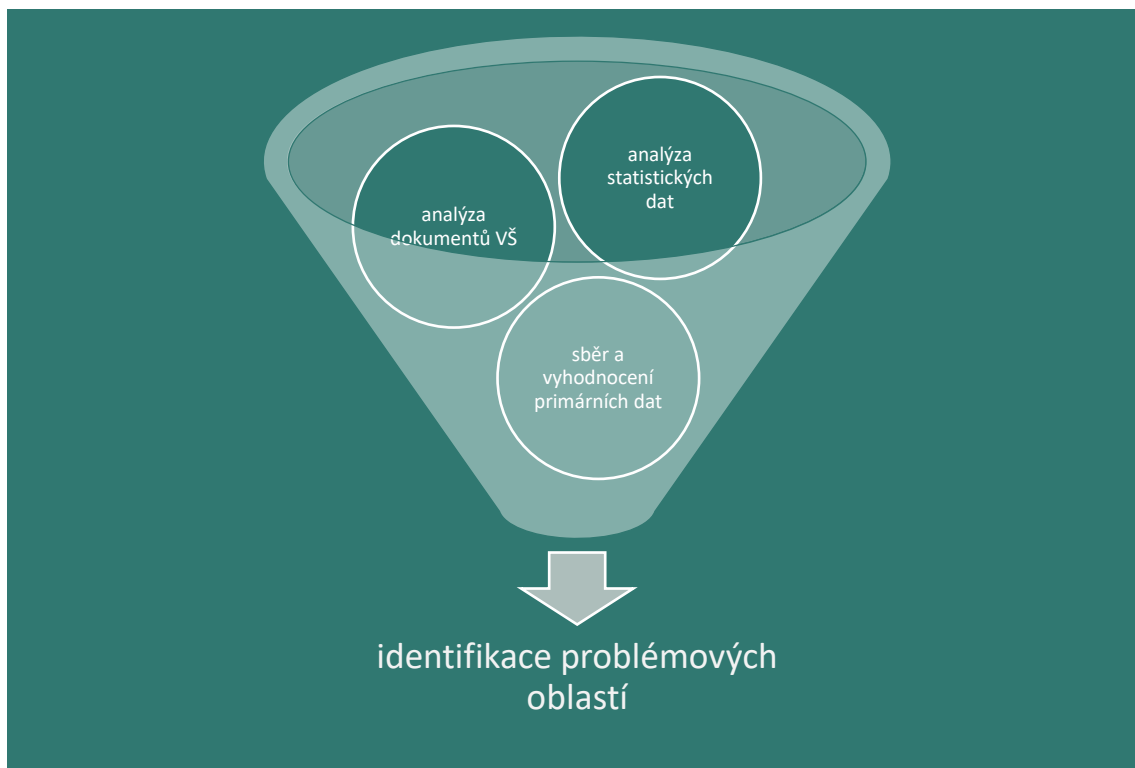 analýza
statistických
dat
analýza
dokumentů VŠ
sběr a
vyhodnocení
primárních dat
identifikace problémových
oblastí